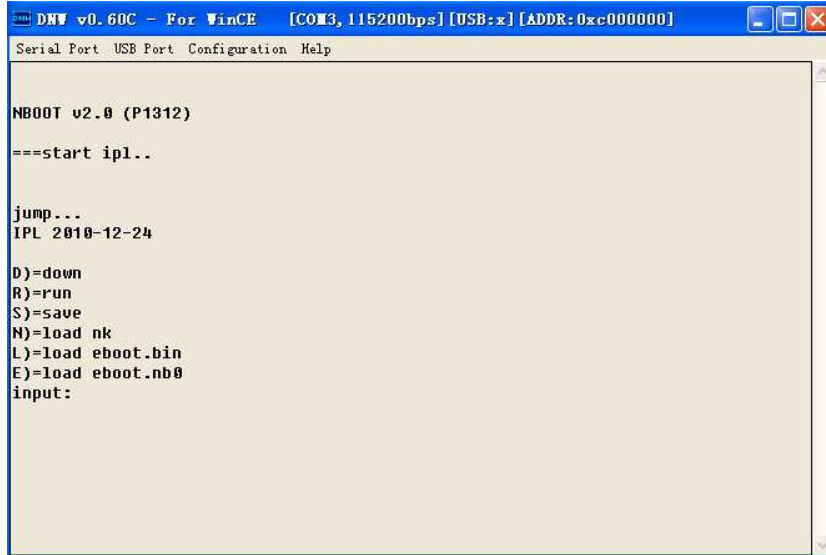 DNW v0.60C - For WinCE [COM3,115200bps][USB:x][ADDR:0xc000000]
Serial Port USB Port Configuration Help
NBOOT v2.0 (P1312)
===start ipl..
jump...
IPL 2010-12-24
D)=down
R)=run
S)=save
N)=load nk
L)=load eboot.bin
E)=load eboot.nb0
input: